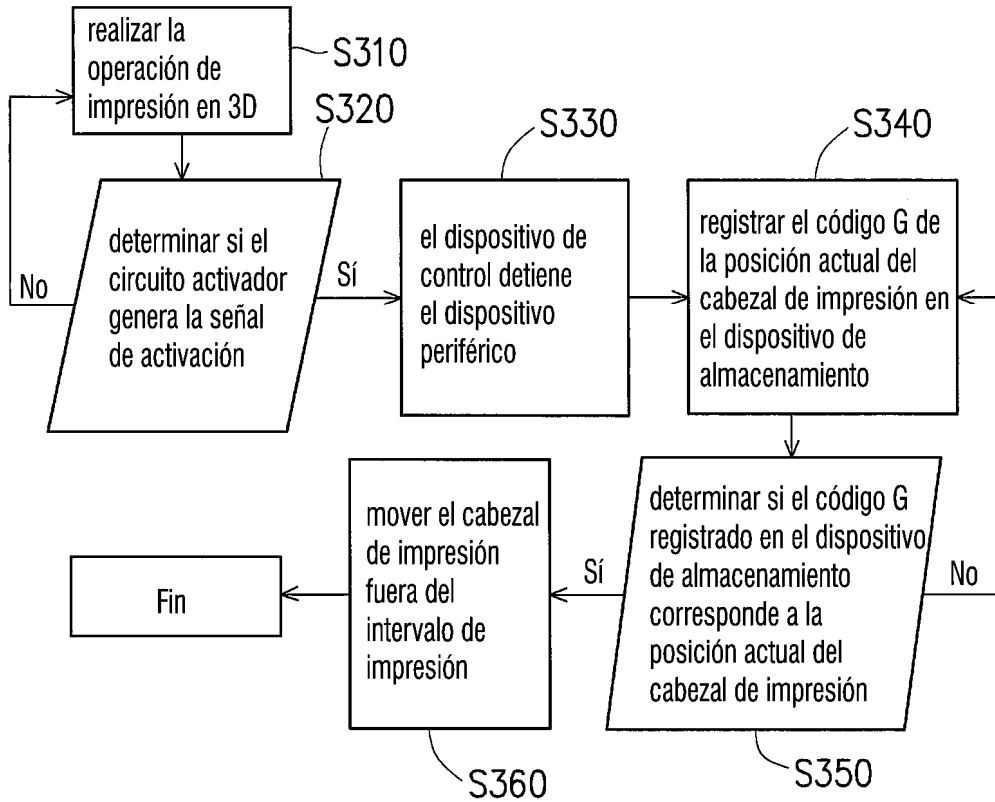 realizar la
operación de
impresión en 3D
S310
S320
determinar si el
circuito activador
genera la señal
de activación
No
Sí
S330
el dispositivo de
control detiene
el dispositivo
periférico
S340
registrar el código G de
la posición actual del
cabezal de impresión en
el dispositivo de
almacenamiento
determinar si el código G
registrado en el dispositivo
de almacenamiento
corresponde a la
posición actual del
cabezal de impresión
No
Sí
S350
mover el cabezal
de impresión
fuera del
intervalo de
impresión
S360
Fin